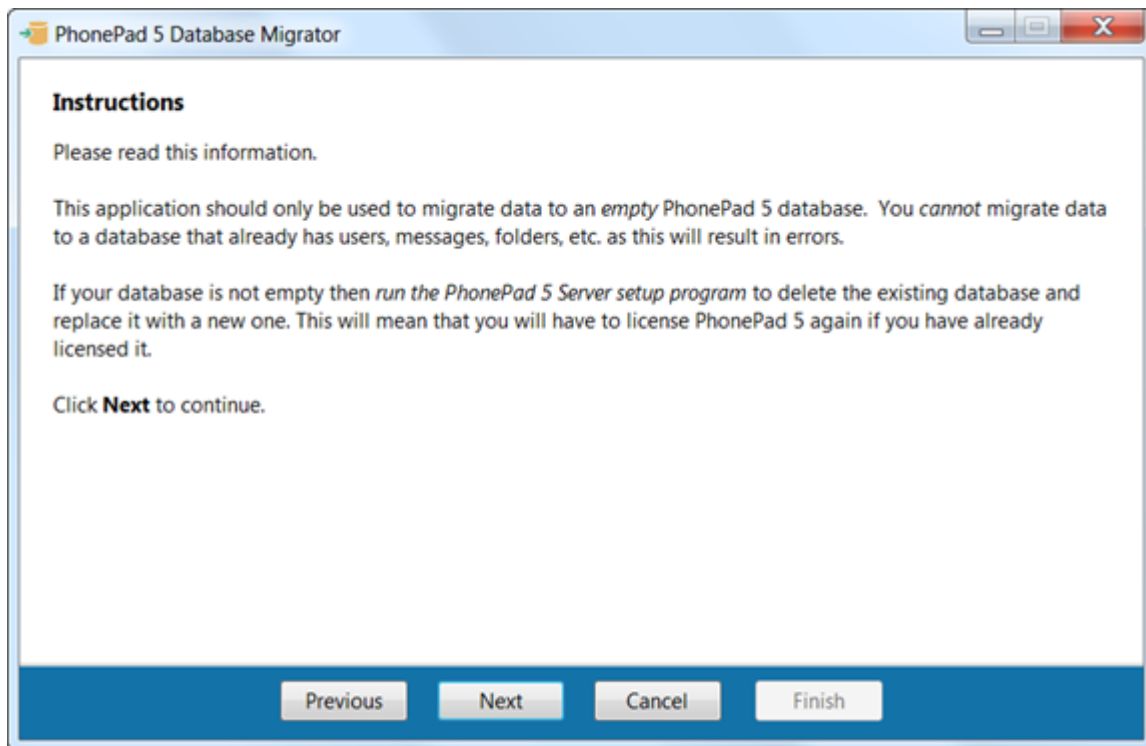 PhonePad 5 Database Migrator
Instructions
Please read this information.
This application should only be used to migrate data to an empty PhonePad 5 database.  You cannot migrate data
to a database that already has users, messages, folders, etc. as this will result in errors.
If your database is not empty then run the PhonePad 5 Server setup program to delete the existing database and
replace it with a new one. This will mean that you will have to license PhonePad 5 again if you have already
licensed it.
Click Next to continue.
Previous Next Cancel Finish